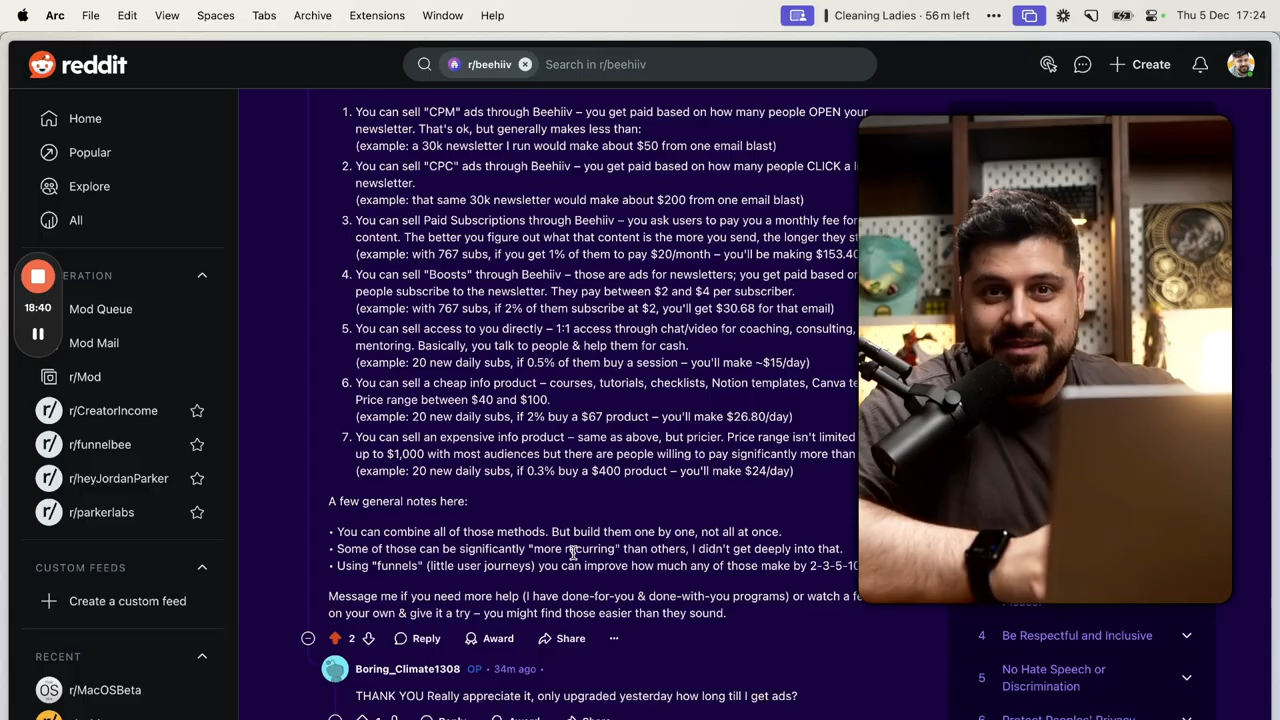 Arc File Edit View Spaces Tabs Archive Extensions Window Help Cleaning Ladies · 56 m left Thu 5 Dec 17:24
reddit r/beehiiv Search in r/beehiiv Create
Home
Popular
Explore
All
ERATION
18:40
Mod Queue
Mod Mail
r/Mod
r/ r/CreatorIncome
r/ r/funnelbee
r/ r/heyJordanParker
r/ r/parkerlabs
CUSTOM FEEDS
Create a custom feed
RECENT
OS r/MacOSBeta
1. You can sell "CPM" ads through Beehiiv – you get paid based on how many people OPEN your
newsletter. That's ok, but generally makes less than:
(example: a 30k newsletter I run would make about $50 from one email blast)
2. You can sell "CPC" ads through Beehiiv – you get paid based on how many people CLICK a
newsletter.
(example: that same 30k newsletter would make about $200 from one email blast)
3. You can sell Paid Subscriptions through Beehiiv – you ask users to pay you a monthly fee for
content. The better you figure out what that content is the more you send, the longer they
(example: with 767 subs, if you get 1% of them to pay $20/month – you'll be making $153.40
4. You can sell "Boosts" through Beehiiv – those are ads for newsletters; you get paid based on
people subscribe to the newsletter. They pay between $2 and $4 per subscriber.
(example: with 767 subs, if 2% of them subscribe at $2, you'll get $30.68 for that email)
5. You can sell access to you directly – 1:1 access through chat/video for coaching, consulting,
mentoring. Basically, you talk to people & help them for cash.
(example: 20 new daily subs, if 0.5% of them buy a session – you'll make ~$15/day)
6. You can sell a cheap info product – courses, tutorials, checklists, Notion templates, Canva
Price range between $40 and $100.
(example: 20 new daily subs, if 2% buy a $67 product – you'll make $26.80/day)
7. You can sell an expensive info product – same as above, but pricier. Price range isn't limited
up to $1,000 with most audiences but there are people willing to pay significantly more than
(example: 20 new daily subs, if 0.3% buy a $400 product – you'll make $24/day)
A few general notes here:
• You can combine all of those methods. But build them one by one, not all at once.
• Some of those can be significantly "more recurring" than others, I didn't get deeply into that.
• Using "funnels" (little user journeys) you can improve how much any of those make by 2-3-5-10
Message me if you need more help (I have done-for-you & done-with-you programs) or watch a
on your own & give it a try – you might find those easier than they sound.
2 Reply Award Share
Boring_Climate1308 OP • 34m ago •
THANK YOU Really appreciate it, only upgraded yesterday how long till I get ads?
4 Be Respectful and Inclusive
5 No Hate Speech or
Discrimination